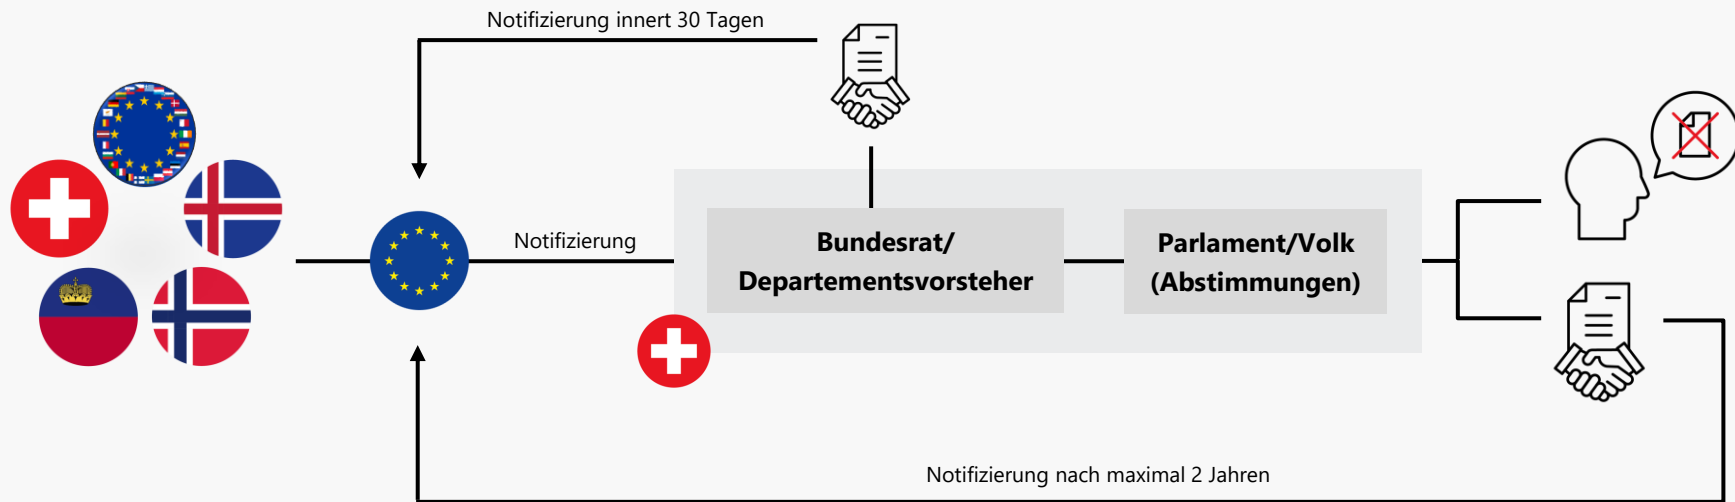 Notifizierung innert 30 Tagen
Notifizierung
Bundesrat/
Departementsvorsteher
Parlament/Volk
(Abstimmungen)
Notifizierung nach maximal 2 Jahren